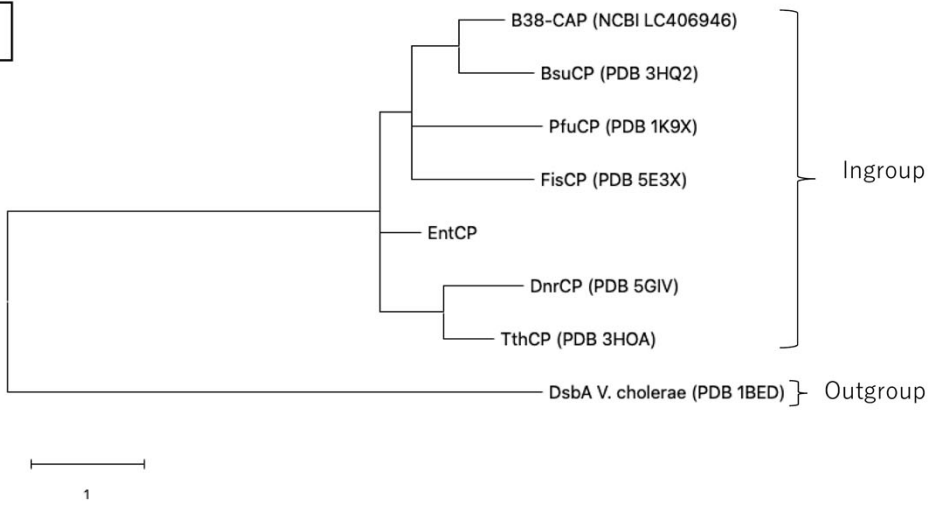 B38-CAP (NCBI LC406946)
BsuCP (PDB 3HQ2)
PfuCP (PDB 1K9X)
Ingroup
FisCP (PDB 5E3X)
EntCP
DnrCP (PDB 5GIV)
TthCP (PDB 3HOA)
DsbA V. cholerae (PDB 1BED)
Outgroup
1